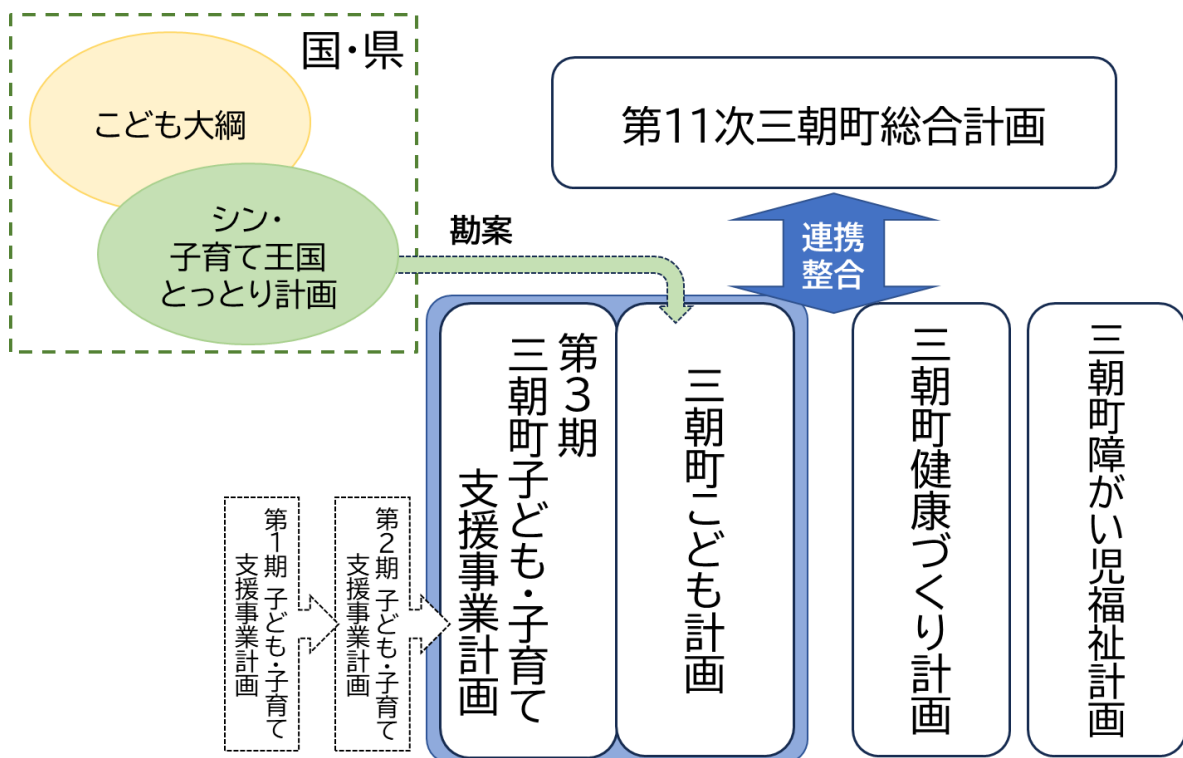 国・県
こども大綱
シン・
子育て王国
とっとり計画
勘案
第11次三朝町総合計画
連携
整合
第1期 子ども・子育て
支援事業計画
第2期 子ども・子育て
支援事業計画
第3期
三朝町子ども・子育て
支援事業計画
三朝町こども計画
三朝町健康づくり計画
三朝町障がい児福祉計画